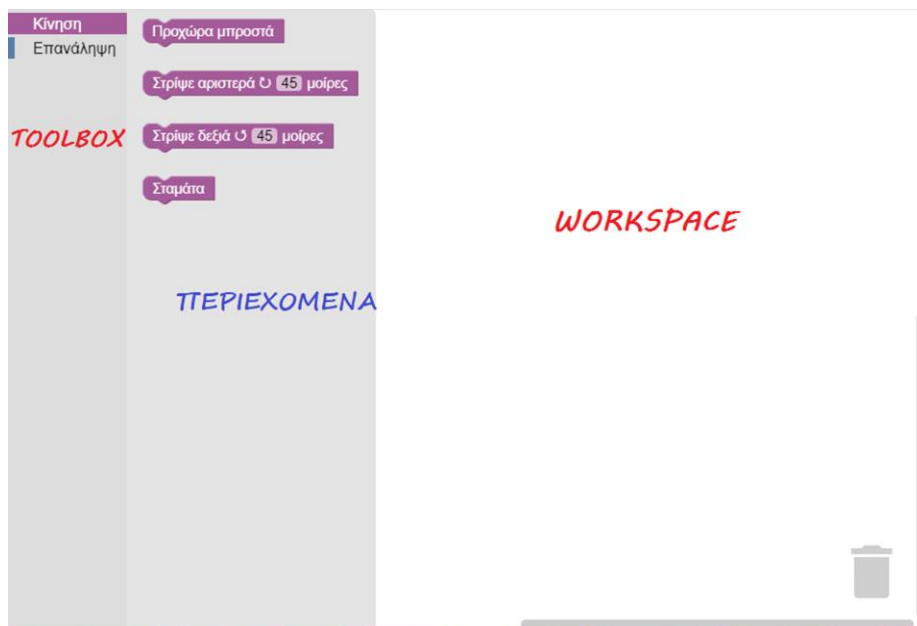 Κίνηση
Επανάληψη
TOOLBOX
Προχώρα μπροστά
Στρίψε αριστερά ↻ 45 μοίρες
Στρίψε δεξιά ↺ 45 μοίρες
Σταμάτα
WORKSPACE
ΠΕΡΙΕΧΟΜΕΝΑ